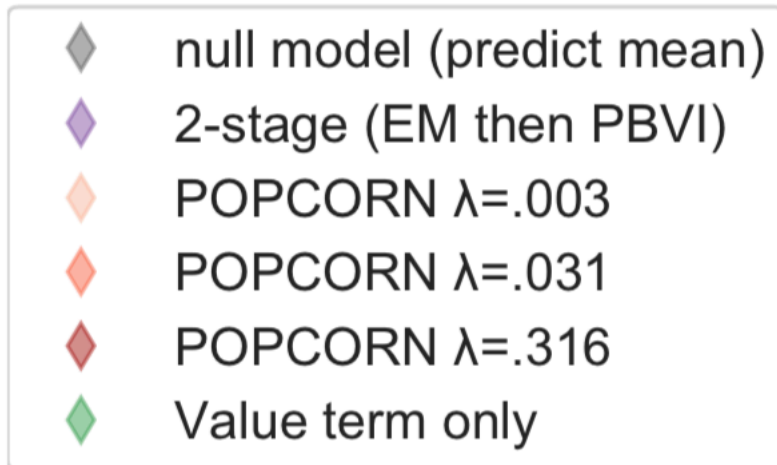 null model (predict mean)
2-stage (EM then PBVI)
POPCORN λ=.003
POPCORN λ=.031
POPCORN λ=.316
Value term only